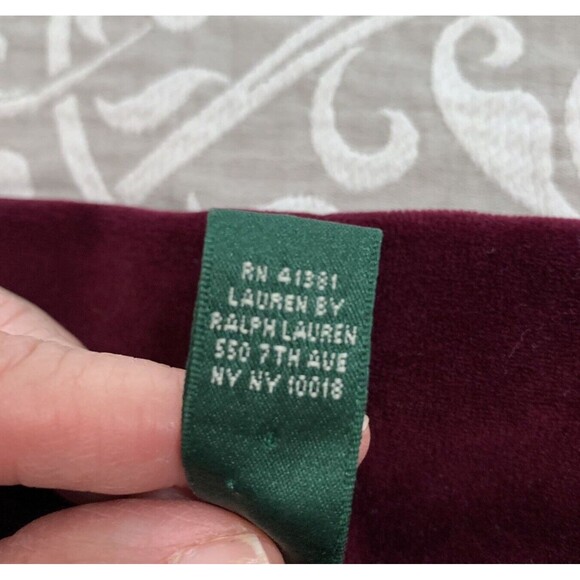 RN 41381
LAUREN BY
RALPH LAUREN
550 7TH AVE
NY NY 10018